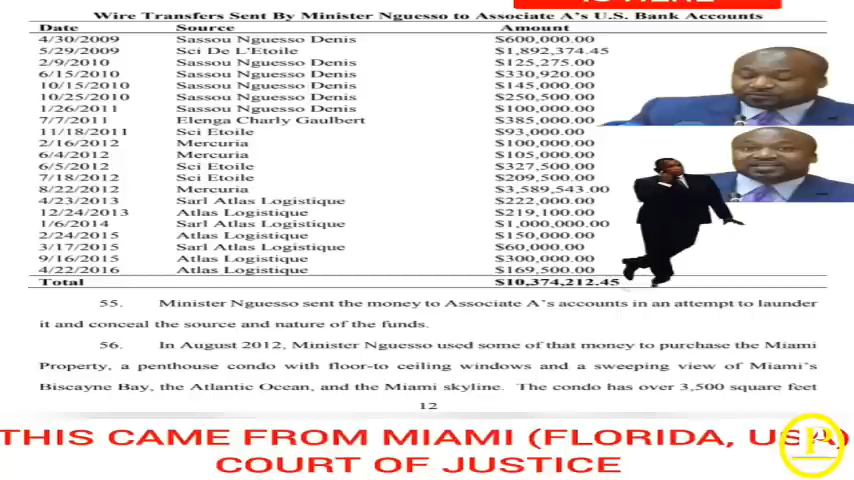 IS HERE
Wire Transfers Sent By Minister Nguesso to Associate A's U.S. Bank Accounts
Date Source Amount
4/30/2009 Sassou Nguesso Denis $600,000.00
5/29/2009 Sci De L'Etoile $1,892,374.45
2/9/2010 Sassou Nguesso Denis $125,275.00
6/15/2010 Sassou Nguesso Denis $330,920.00
10/15/2010 Sassou Nguesso Denis $145,000.00
10/25/2010 Sassou Nguesso Denis $250,500.00
1/26/2011 Sassou Nguesso Denis $100,000.00
7/7/2011 Elenga Charly Gaulbert $385,000.00
11/18/2011 Sci Etoile $93,000.00
2/16/2012 Mercuria $100,000.00
6/4/2012 Mercuria $105,000.00
6/5/2012 Sci Etoile $327,500.00
7/18/2012 Sci Etoile $209,500.00
8/22/2012 Mercuria $3,589,543.00
4/23/2013 Sarl Atlas Logistique $222,000.00
12/24/2013 Atlas Logistique $219,100.00
1/6/2014 Sarl Atlas Logistique $1,000,000.00
2/24/2015 Atlas Logistique $150,000.00
3/17/2015 Sarl Atlas Logistique $60,000.00
9/16/2015 Atlas Logistique $300,000.00
4/22/2016 Atlas Logistique $169,500.00
Total $10,374,212.45
55. Minister Nguesso sent the money to Associate A's accounts in an attempt to launder
it and conceal the source and nature of the funds.
56. In August 2012, Minister Nguesso used some of that money to purchase the Miami
Property, a penthouse condo with floor-to ceiling windows and a sweeping view of Miami's
Biscayne Bay, the Atlantic Ocean, and the Miami skyline. The condo has over 3,500 square feet
12
THIS CAME FROM MIAMI (FLORIDA, USA)
COURT OF JUSTICE
P